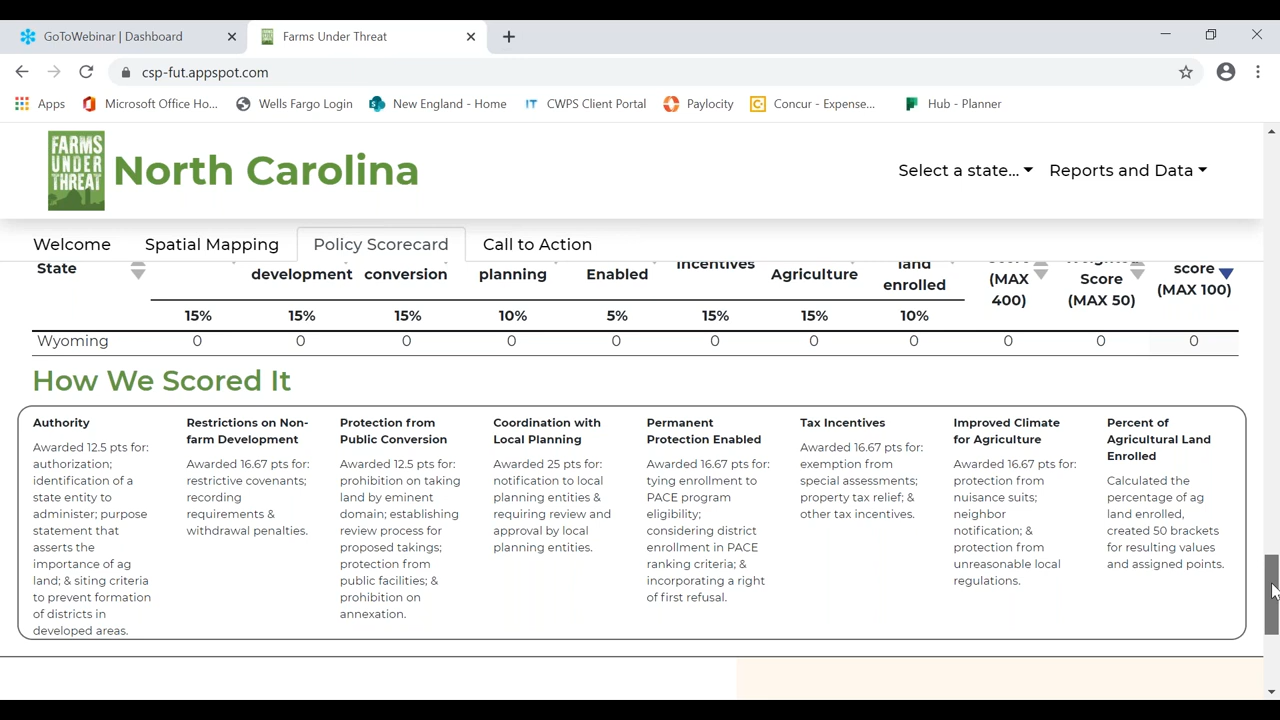 GoToWebinar | Dashboard
Farms Under Threat
csp-fut.appspot.com
Apps
Microsoft Office Ho...
Wells Fargo Login
New England - Home
IT CWPS Client Portal
Paylocity
Concur - Expense...
Hub - Planner
FARMS
UNDER
THREAT
North Carolina
Select a state...
Reports and Data
Welcome
Spatial Mapping
Policy Scorecard
Call to Action
State
development
conversion
planning
Enabled
incentives
Agriculture
land
enrolled
(MAX
400)
Score
(MAX 50)
score
(MAX 100)
15% 15% 15% 10% 5% 15% 15% 10%
Wyoming 0 0 0 0 0 0 0 0 0 0 0
How We Scored It
Authority
Awarded 12.5 pts for:
authorization;
identification of a
state entity to
administer; purpose
statement that
asserts the
importance of ag
land; & siting criteria
to prevent formation
of districts in
developed areas.
Restrictions on Non-
farm Development
Awarded 16.67 pts for:
restrictive covenants;
recording
requirements &
withdrawal penalties.
Protection from
Public Conversion
Awarded 12.5 pts for:
prohibition on taking
land by eminent
domain; establishing
review process for
proposed takings;
protection from
public facilities; &
prohibition on
annexation.
Coordination with
Local Planning
Awarded 25 pts for:
notification to local
planning entities &
requiring review and
approval by local
planning entities.
Permanent
Protection Enabled
Awarded 16.67 pts for:
tying enrollment to
PACE program
eligibility;
considering district
enrollment in PACE
ranking criteria; &
incorporating a right
of first refusal.
Tax Incentives
Awarded 16.67 pts for:
exemption from
special assessments;
property tax relief; &
other tax incentives.
Improved Climate
for Agriculture
Awarded 16.67 pts for:
protection from
nuisance suits;
neighbor
notification; &
protection from
unreasonable local
regulations.
Percent of
Agricultural Land
Enrolled
Calculated the
percentage of ag
land enrolled,
created 50 brackets
for resulting values
and assigned points.